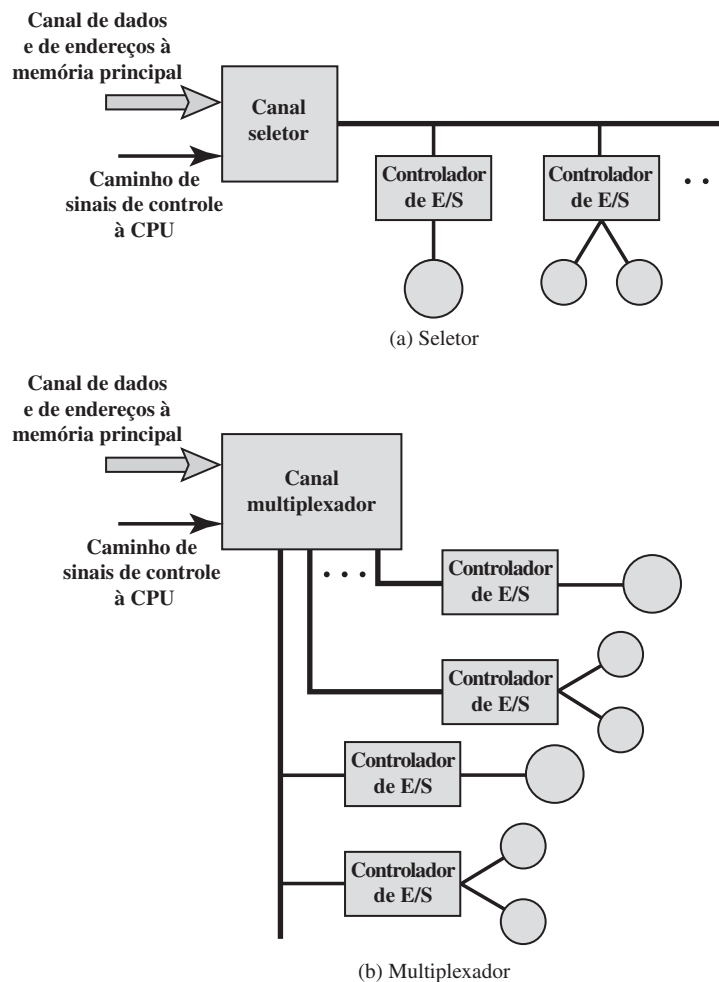 Canal de dados
e de endereços à
memória principal
Canal
seletor
Caminho de
sinais de controle
à CPU
Controlador
de E/S
Controlador
de E/S
. .
(a) Seletor
Canal de dados
e de endereços à
memória principal
Canal
multiplexador
Caminho de
sinais de controle
à CPU
. . .
Controlador
de E/S
Controlador
de E/S
Controlador
de E/S
Controlador
de E/S
(b) Multiplexador